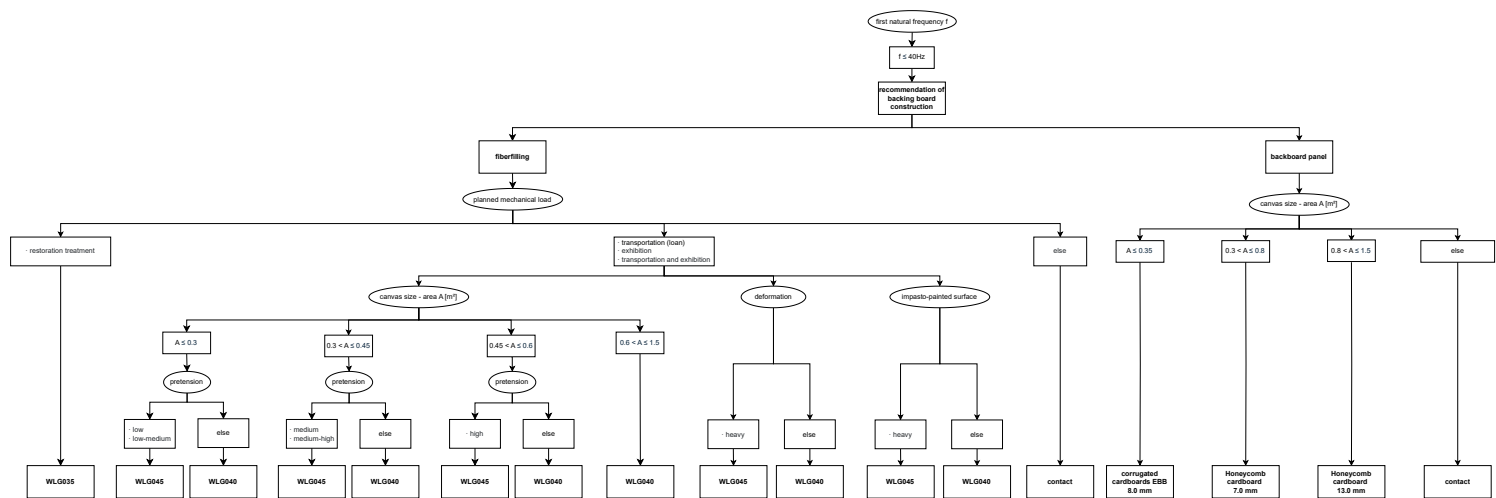 first natural frequency f
f ≤ 40Hz
recommendation of
backing board
construction
fiberfilling
backboard panel
planned mechanical load
canvas size - area A [m²]
· restoration treatment
· transportation (loan)
· exhibition
· transportation and exhibition
else
A ≤ 0.35
0.3 < A ≤ 0.8
0.8 < A ≤ 1.5
else
canvas size - area A [m²]
deformation
impasto-painted surface
A ≤ 0.3
0.3 < A ≤ 0.45
0.45 < A ≤ 0.6
0.6 < A ≤ 1.5
pretension
pretension
pretension
· low
· low-medium
else
· medium
· medium-high
else
· high
else
· heavy
else
· heavy
else
WLG035
WLG045
WLG040
WLG045
WLG040
WLG045
WLG040
WLG040
WLG045
WLG040
WLG045
WLG040
contact
corrugated
cardboards EBB
8.0 mm
Honeycomb
cardboard
7.0 mm
Honeycomb
cardboard
13.0 mm
contact